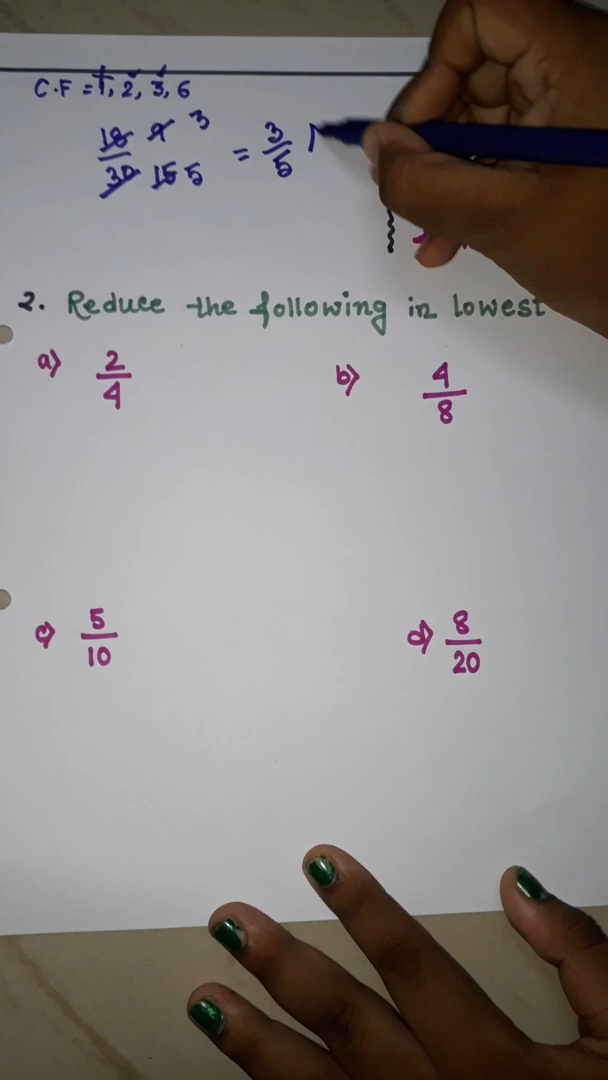 C.F = 1, 2, 3, 6
18 9 3
30 15 5
= 3/5
2. Reduce the following in lowest
a) 2/4 b) 4/8
c) 5/10 d) 8/20